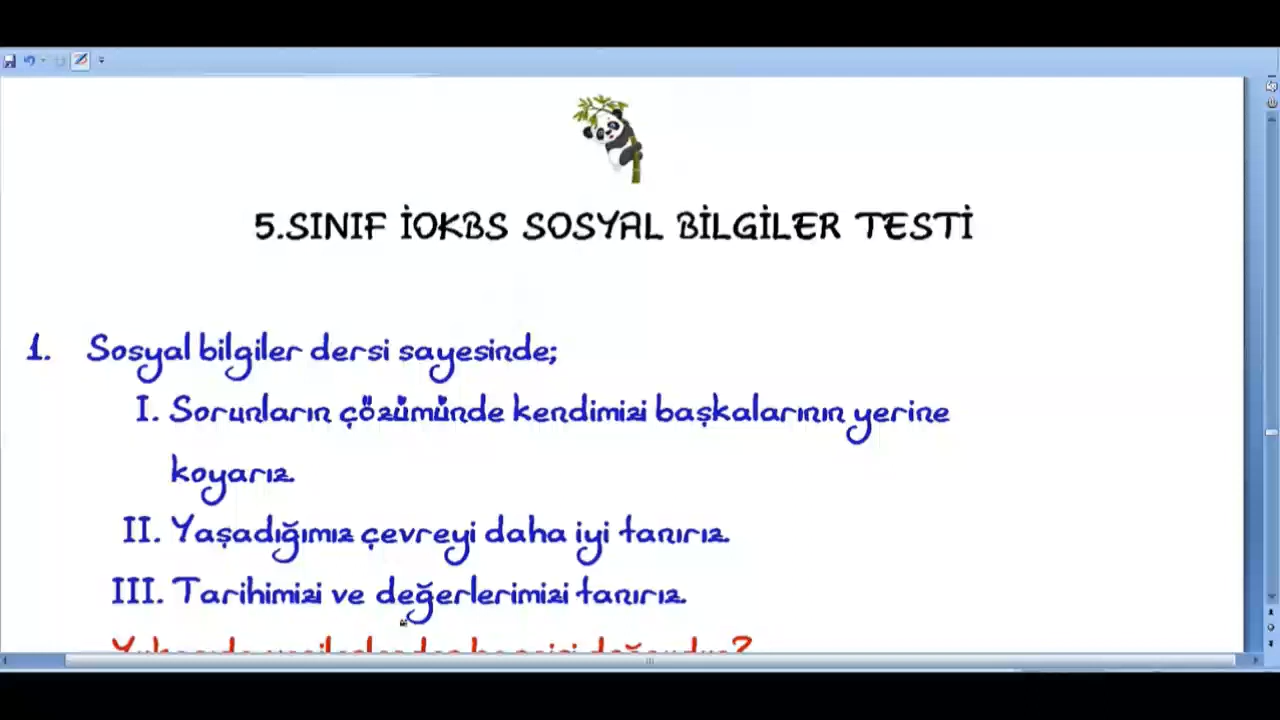 5.SINIF İOKBS SOSYAL BİLGİLER TESTİ
1. Sosyal bilgiler dersi sayesinde;
I. Sorunların çözümünde kendimizi başkalarının yerine
koyarız.
II. Yaşadığımız çevreyi daha iyi tanırız.
III. Tarihimizi ve değerlerimizi tanırız.